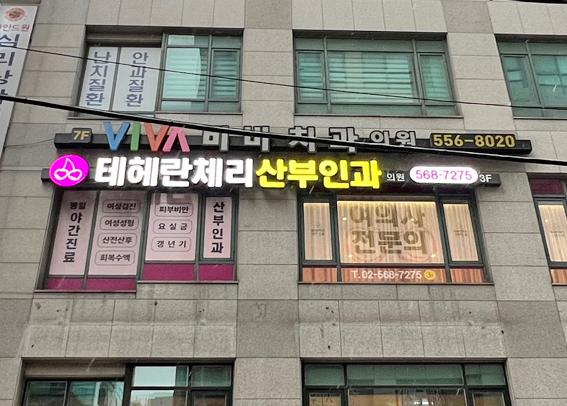 안과질환
난치질환
7F VIVA 비바 치과 의원 556-8020
테헤란체리산부인과 의원 568-7275 3F
평일 야간진료
여성검진
여성성형
산전산후
회복수액
피부비만
요실금
갱년기
산부인과
여의사
전문의
T.02-568-7275
심리상